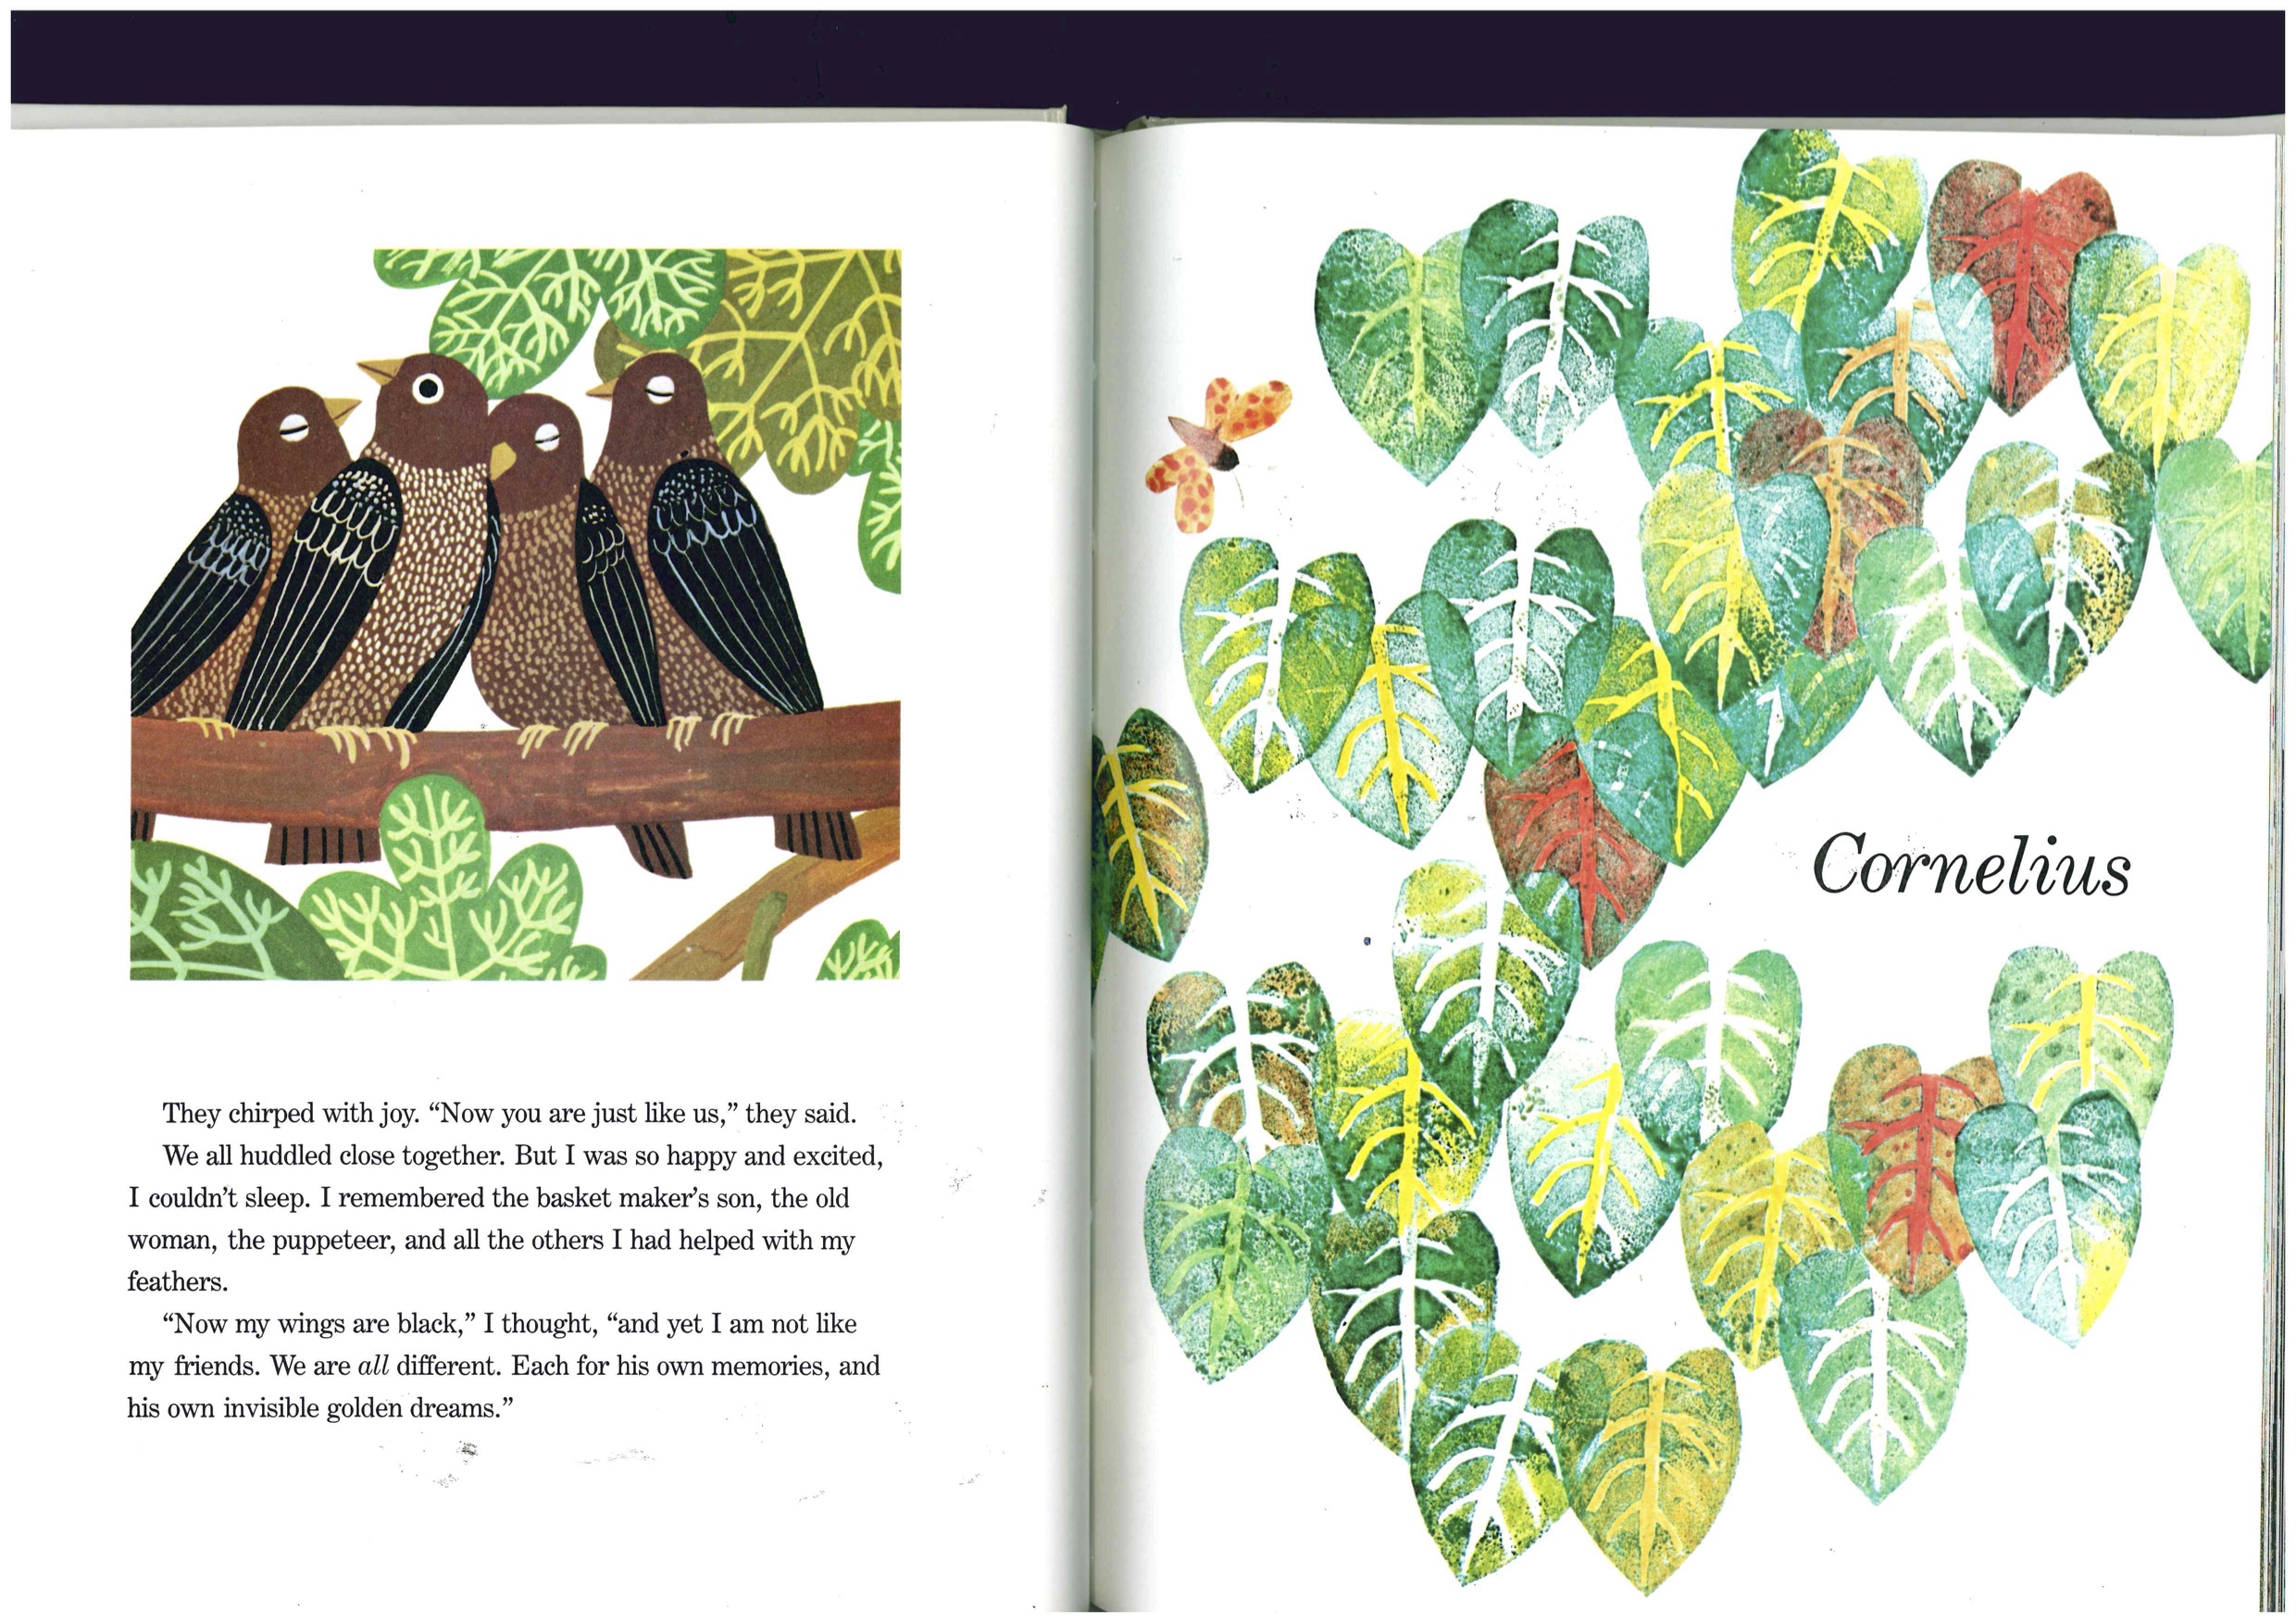 They chirped with joy. “Now you are just like us,” they said.
We all huddled close together. But I was so happy and excited,
I couldn’t sleep. I remembered the basket maker’s son, the old
woman, the puppeteer, and all the others I had helped with my
feathers.
“Now my wings are black,” I thought, “and yet I am not like
my friends. We are all different. Each for his own memories, and
his own invisible golden dreams.”
Cornelius